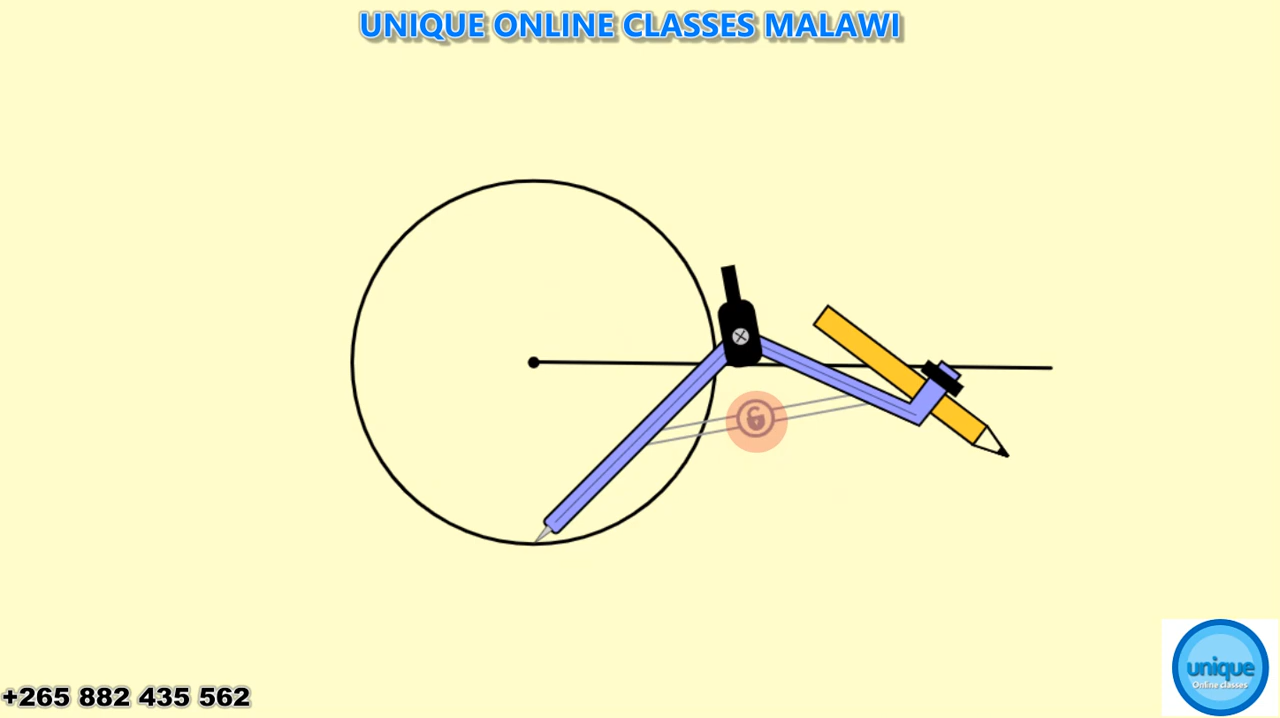 UNIQUE ONLINE CLASSES MALAWI
+265 882 435 562
unique
Online classes